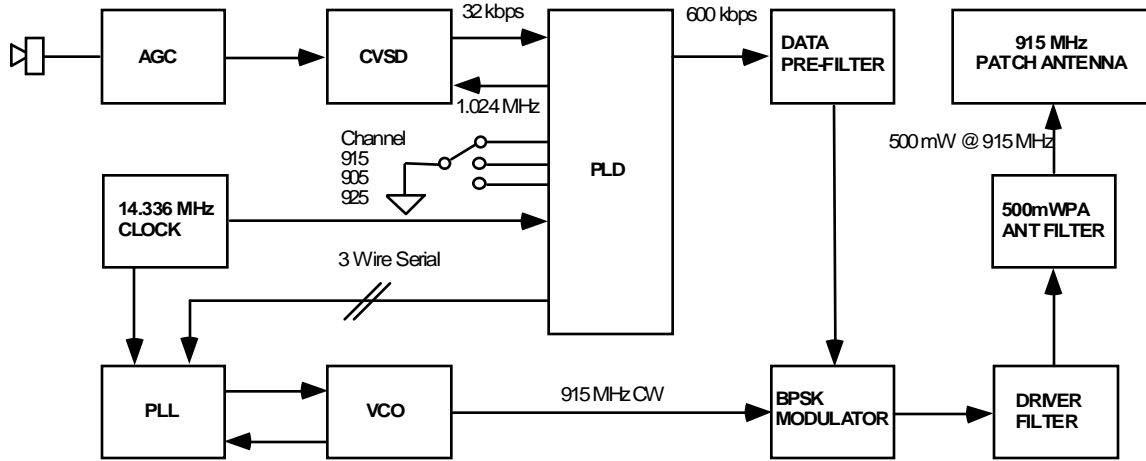 32 kbps
600 kbps
AGC
CVSD
DATA
PRE-FILTER
915 MHz
PATCH ANTENNA
1.024 MHz
Channel
915
905
925
PLD
500 mW @ 915 MHz
14.336 MHz
CLOCK
500mWPA
ANT FILTER
3 Wire Serial
PLL
VCO
915 MHz CW
BPSK
MODULATOR
DRIVER
FILTER